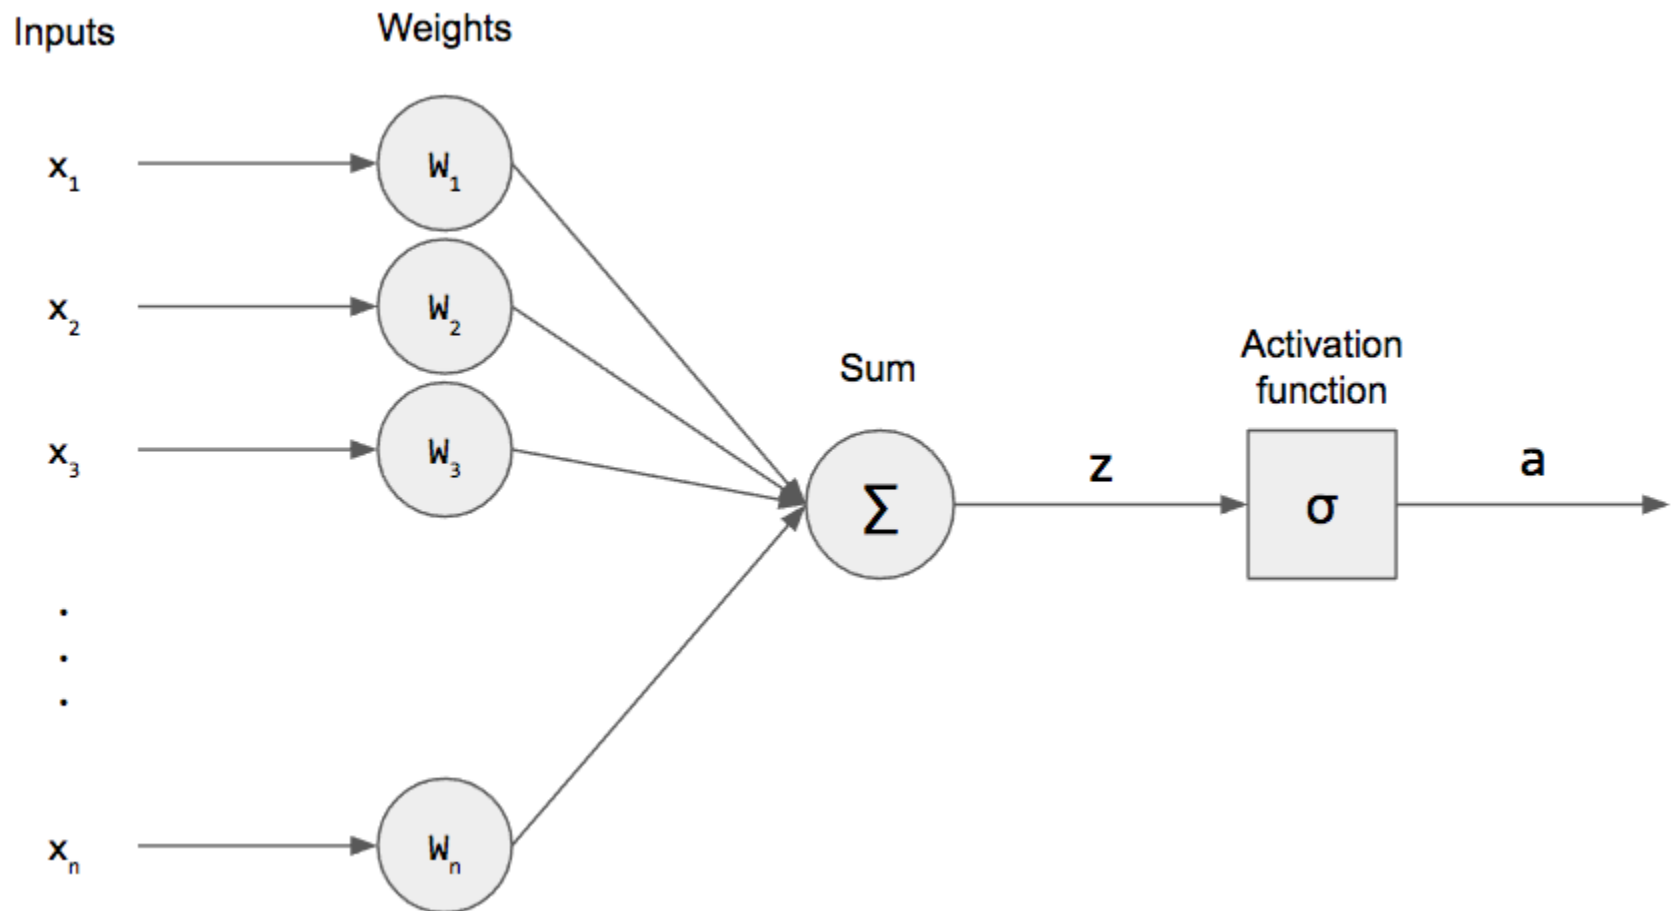 Inputs
Weights
x₁
W₁
x₂
W₂
x₃
W₃
.
.
.
xₙ
Wₙ
Sum
Σ
z
Activation
function
σ
a